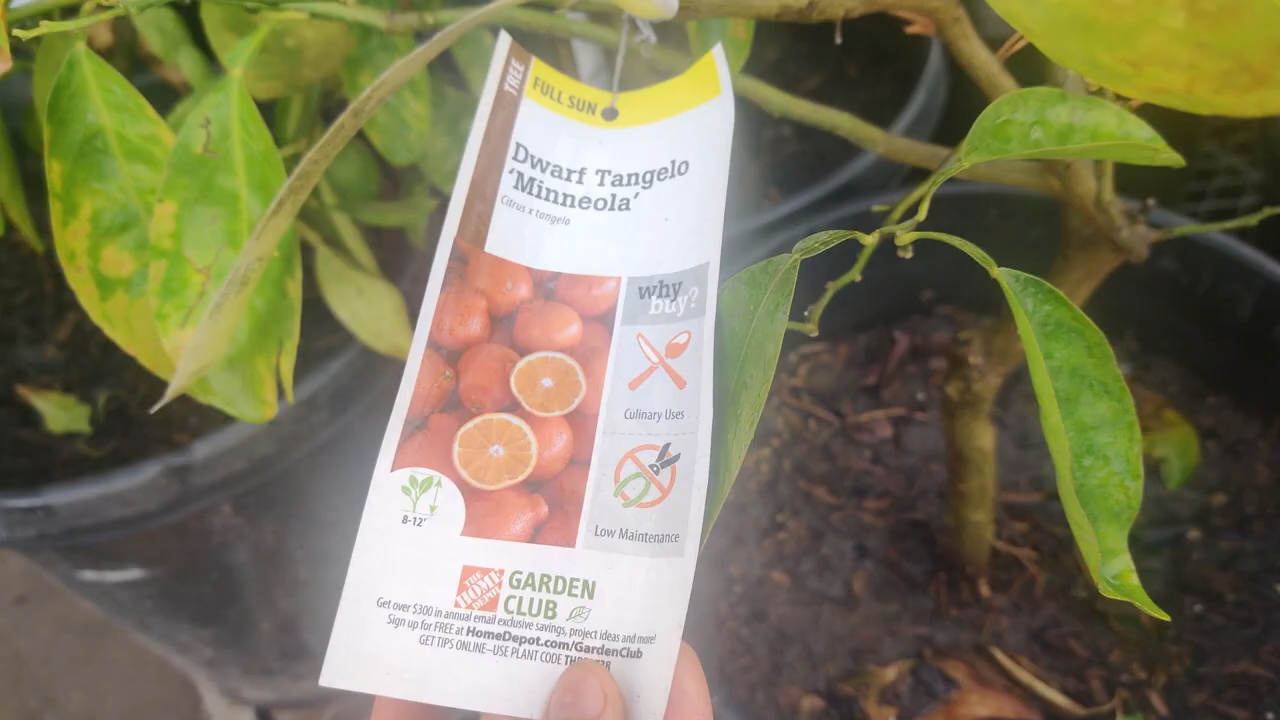 TREE
FULL SUN
Dwarf Tangelo
'Minneola'
Citrus x tangelo
why
buy?
Culinary Uses
Low Maintenance
8-12'
THE
HOME
DEPOT
GARDEN
CLUB
Get over $300 in annual email exclusive savings, project ideas and more!
Sign up for FREE at HomeDepot.com/GardenClub
GET TIPS ONLINE—USE PLANT CODE